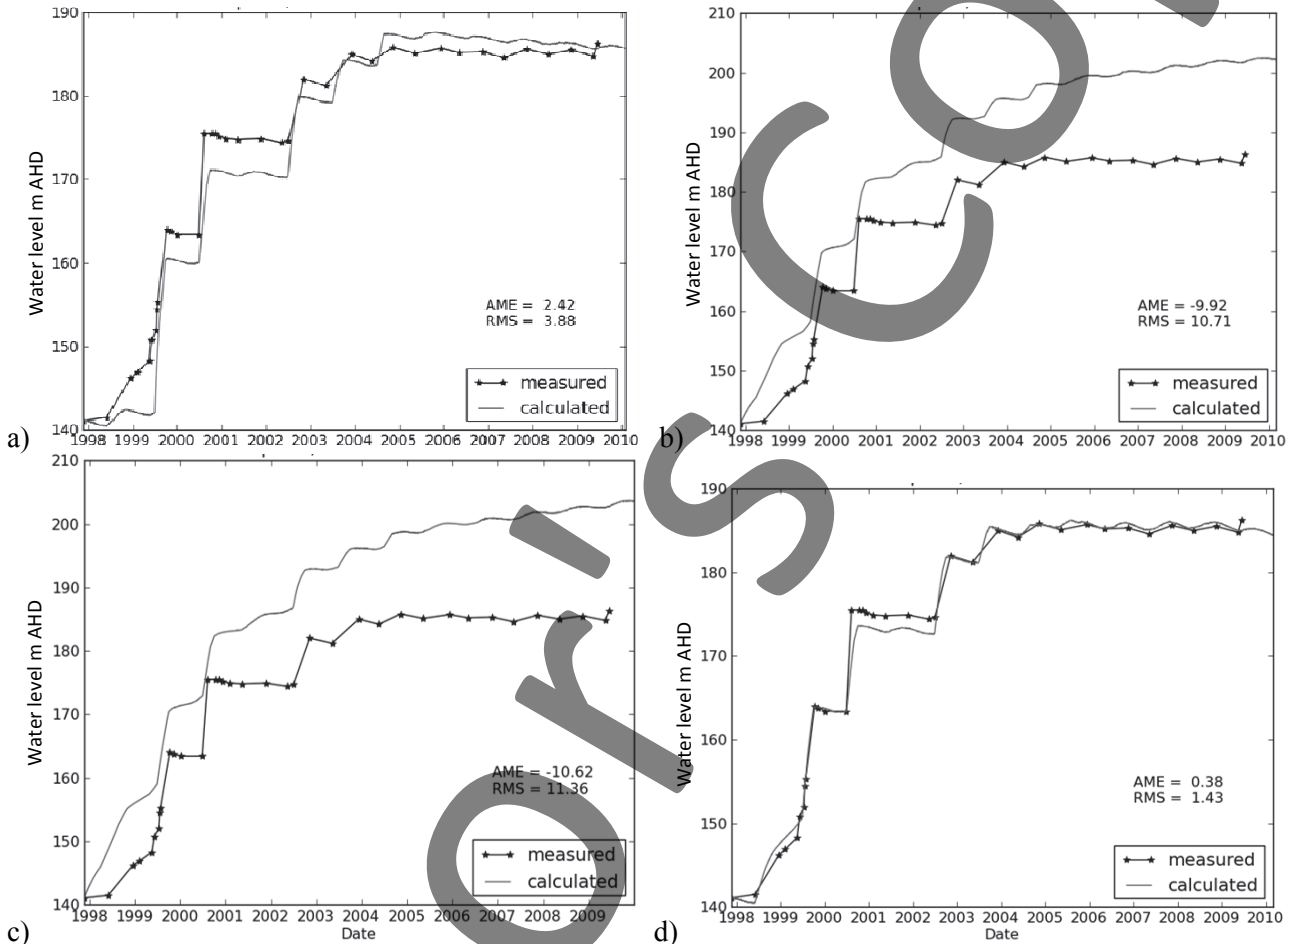 190
180
170
160
150
140
Water level m AHD
AME = 2.42
RMS = 3.88
measured
calculated
1998 1999 2000 2001 2002 2003 2004 2005 2006 2007 2008 2009 2010
a)
210
200
190
180
170
160
150
140
Water level m AHD
AME = -9.92
RMS = 10.71
measured
calculated
1998 1999 2000 2001 2002 2003 2004 2005 2006 2007 2008 2009 2010
b)
210
200
190
180
170
160
150
140
Water level m AHD
AME = -10.62
RMS = 11.36
measured
calculated
1998 1999 2000 2001 2002 2003 2004 2005 2006 2007 2008 2009
Date
c)
190
180
170
160
150
140
Water level m AHD
AME = 0.38
RMS = 1.43
measured
calculated
1998 1999 2000 2001 2002 2003 2004 2005 2006 2007 2008 2009 2010
Date
d)
or's Co